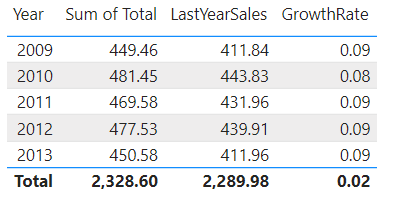 Year Sum of Total LastYearSales GrowthRate
2009 449.46 411.84 0.09
2010 481.45 443.83 0.08
2011 469.58 431.96 0.09
2012 477.53 439.91 0.09
2013 450.58 411.96 0.09
Total 2,328.60 2,289.98 0.02